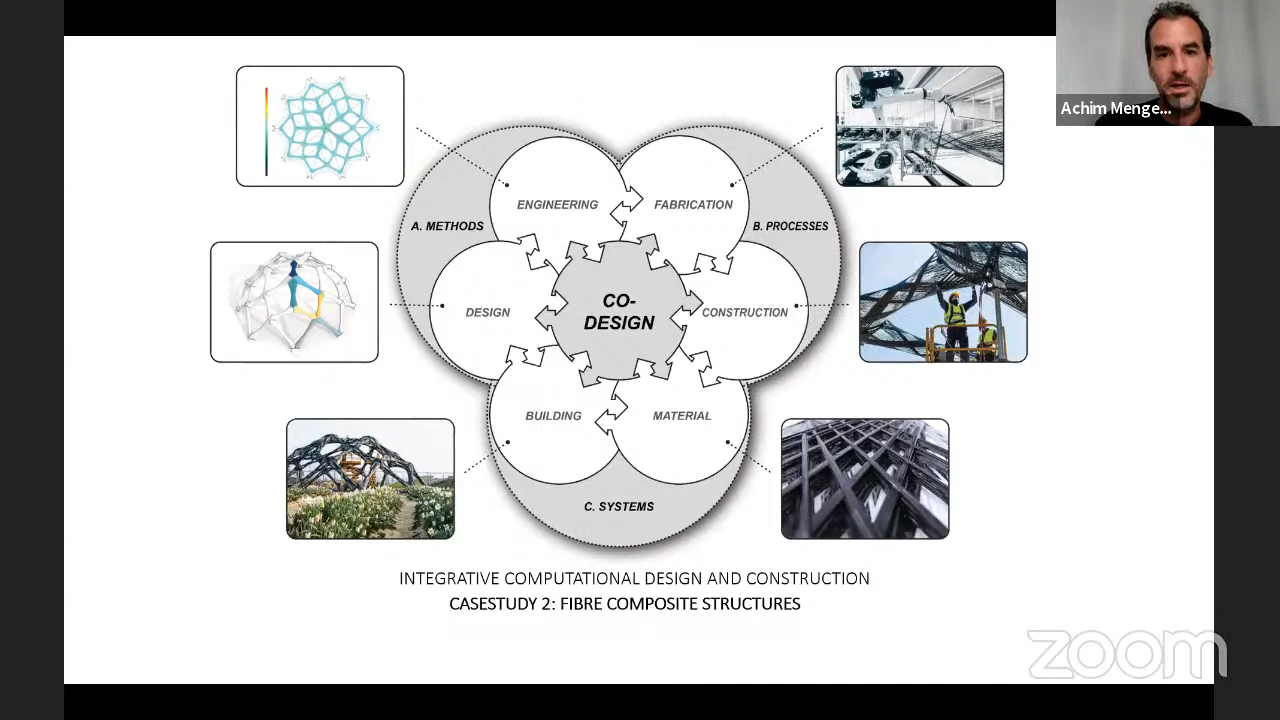 Achim Menge...
ENGINEERING
FABRICATION
A. METHODS
B. PROCESSES
CO-
DESIGN
DESIGN
CONSTRUCTION
BUILDING
MATERIAL
C. SYSTEMS
INTEGRATIVE COMPUTATIONAL DESIGN AND CONSTRUCTION
CASESTUDY 2: FIBRE COMPOSITE STRUCTURES
zoom